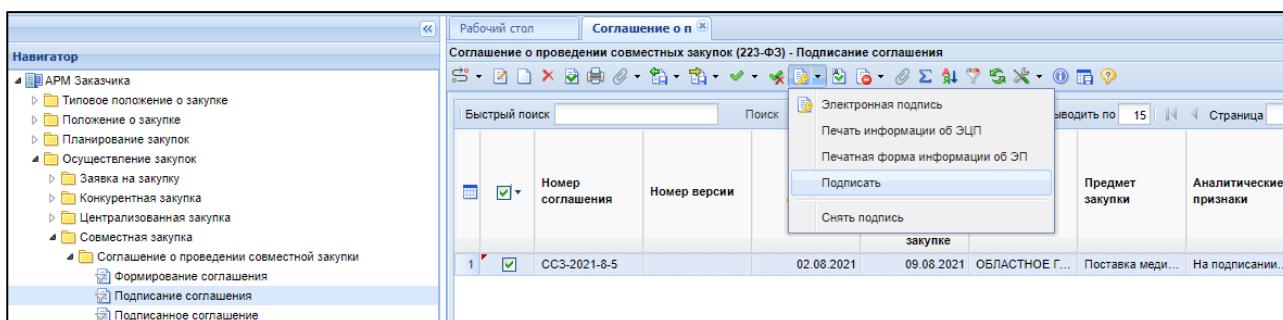 Рабочий стол
Соглашение о п
Навигатор
АРМ Заказчика
Типовое положение о закупке
Положение о закупке
Планирование закупок
Осуществление закупок
Заявка на закупку
Конкурентная закупка
Централизованная закупка
Совместная закупка
Соглашение о проведении совместной закупки
Формирование соглашения
Подписание соглашения
Подписанное соглашение
Соглашение о проведении совместных закупок (223-ФЗ) - Подписание соглашения
Быстрый поиск
Поиск
ыводить по 15
Страница
Электронная подпись
Печать информации об ЭЦП
Печатная форма информации об ЭП
Подписать
Снять подпись
Номер соглашения
Номер версии
закупке
Предмет закупки
Аналитические признаки
1 ССЗ-2021-8-5 02.08.2021 09.08.2021 ОБЛАСТНОЕ Г... Поставка меди... На подписании...